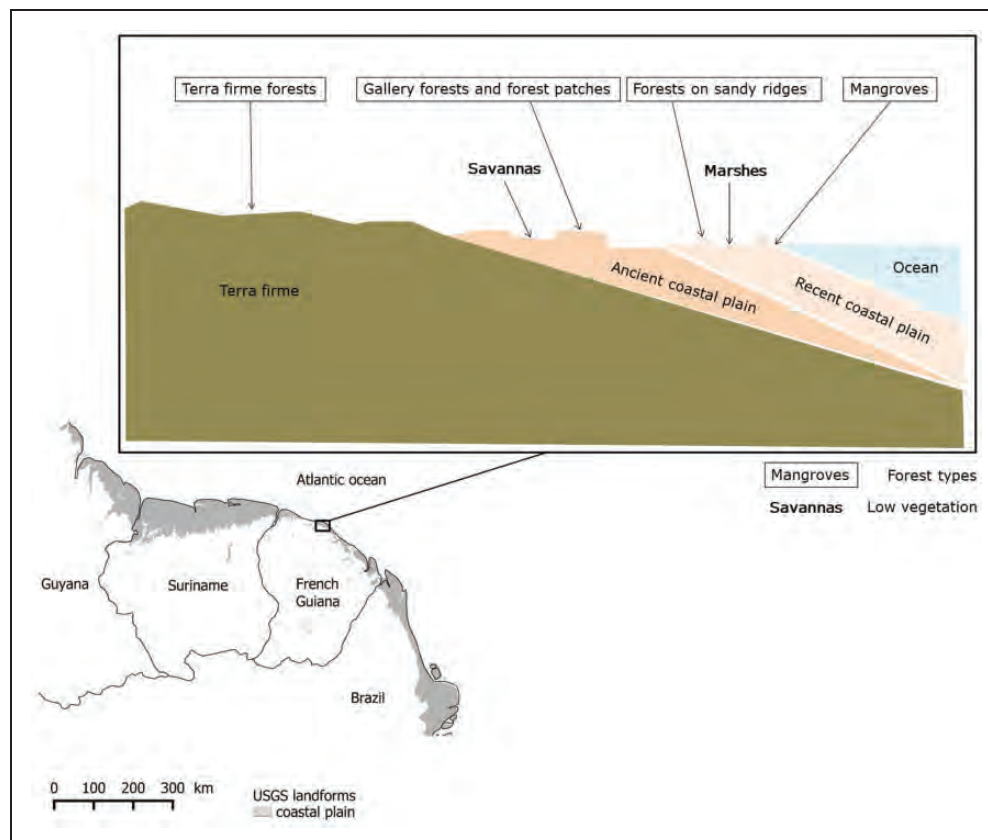 Terra firme forests
Gallery forests and forest patches
Forests on sandy ridges
Mangroves
Savannas
Marshes
Ocean
Terra firme
Ancient coastal plain
Recent coastal plain
Mangroves Forest types
Savannas Low vegetation
Atlantic ocean
Guyana
Suriname
French
Guiana
Brazil
0 100 200 300 km
USGS landforms
coastal plain